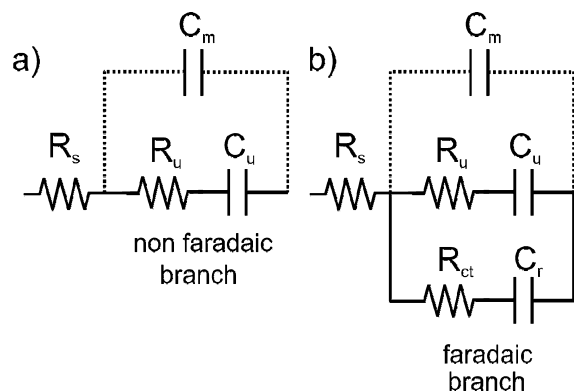 a)
C_m
R_s
R_u
C_u
non faradaic
branch
b)
C_m
R_s
R_u
C_u
R_ct
C_r
faradaic
branch